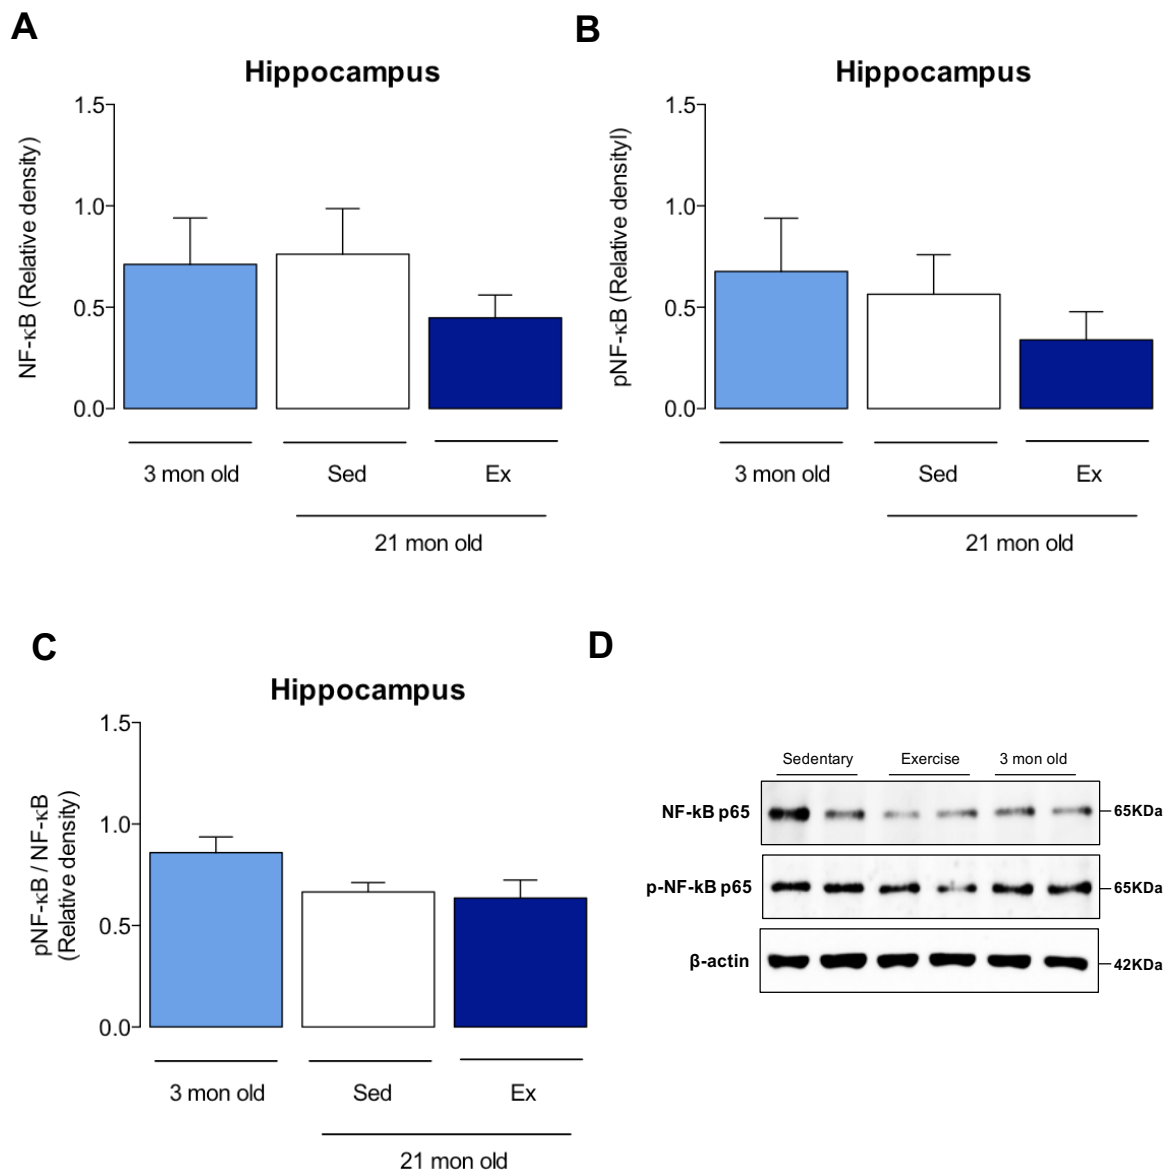 A
Hippocampus
NF-κB (Relative density)
1.5
1.0
0.5
0.0
3 mon old
Sed
Ex
21 mon old
B
Hippocampus
pNF-κB (Relative densityl)
1.5
1.0
0.5
0.0
3 mon old
Sed
Ex
21 mon old
C
Hippocampus
pNF-κB / NF-κB
(Relative density)
1.5
1.0
0.5
0.0
3 mon old
Sed
Ex
21 mon old
D
Sedentary Exercise 3 mon old
NF-kB p65 65KDa
p-NF-kB p65 65KDa
β-actin 42KDa